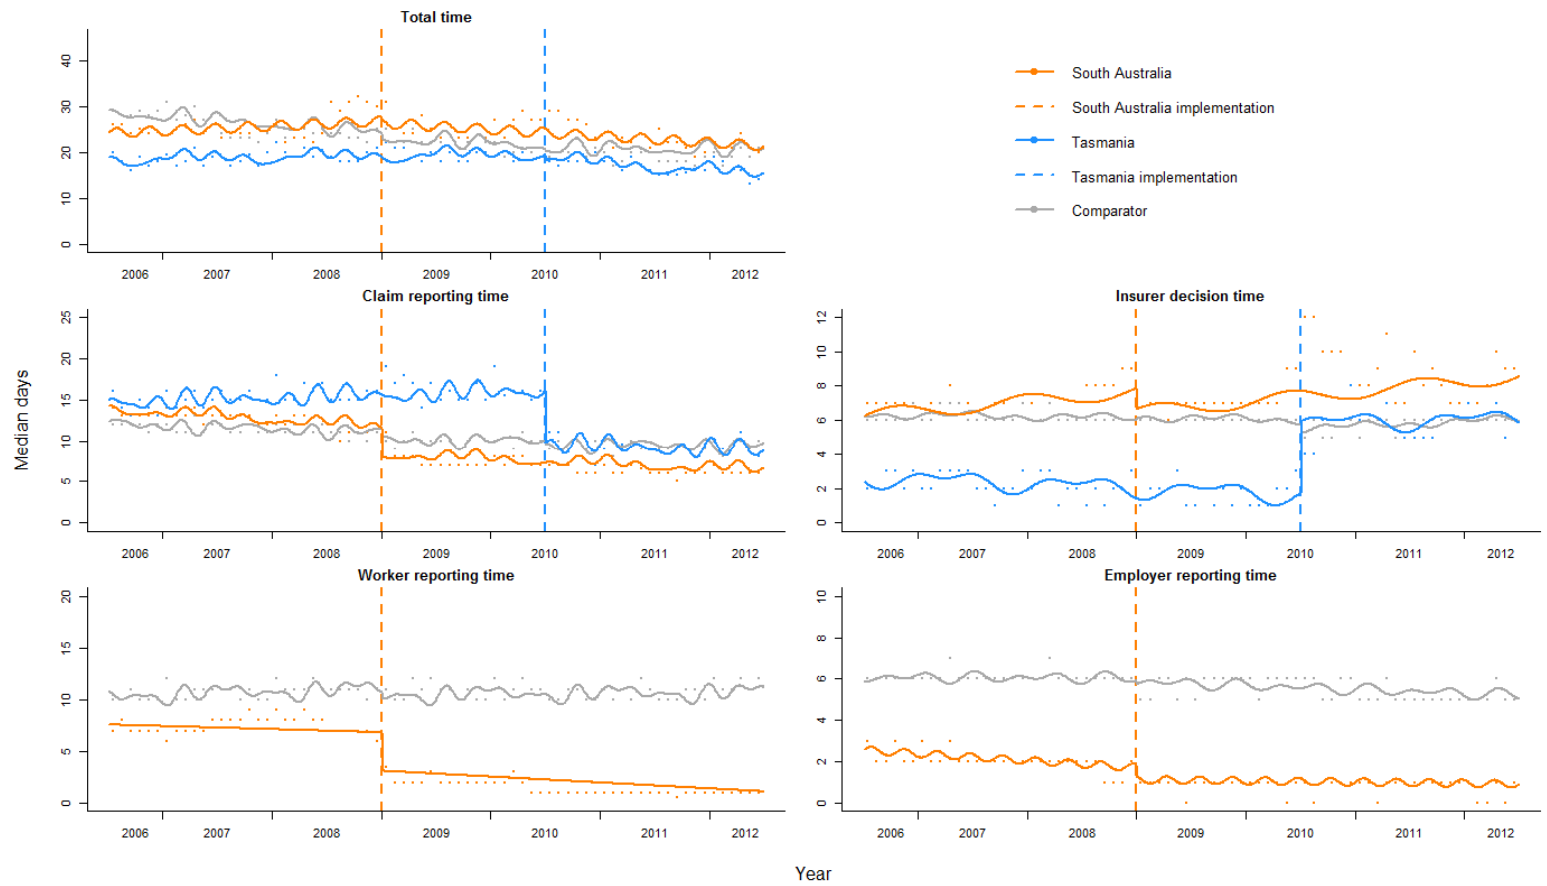 Total time
40
30
20
10
0
2006 2007 2008 2009 2010 2011 2012
South Australia
South Australia implementation
Tasmania
Tasmania implementation
Comparator
Claim reporting time
25
20
15
10
5
0
2006 2007 2008 2009 2010 2011 2012
Insurer decision time
12
10
8
6
4
2
0
2006 2007 2008 2009 2010 2011 2012
Median days
Worker reporting time
20
15
10
5
0
2006 2007 2008 2009 2010 2011 2012
Employer reporting time
10
8
6
4
2
0
2006 2007 2008 2009 2010 2011 2012
Year